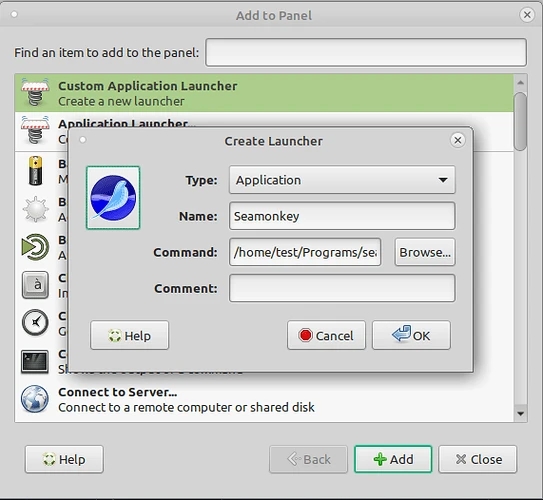 Add to Panel
Find an item to add to the panel:
Custom Application Launcher
Create a new launcher
Application Launcher...
Create Launcher
Type: Application
Name: Seamonkey
Command: /home/test/Programs/sea Browse...
Comment:
Help Cancel OK
Connect to Server...
Connect to a remote computer or shared disk
Help Back Add Close